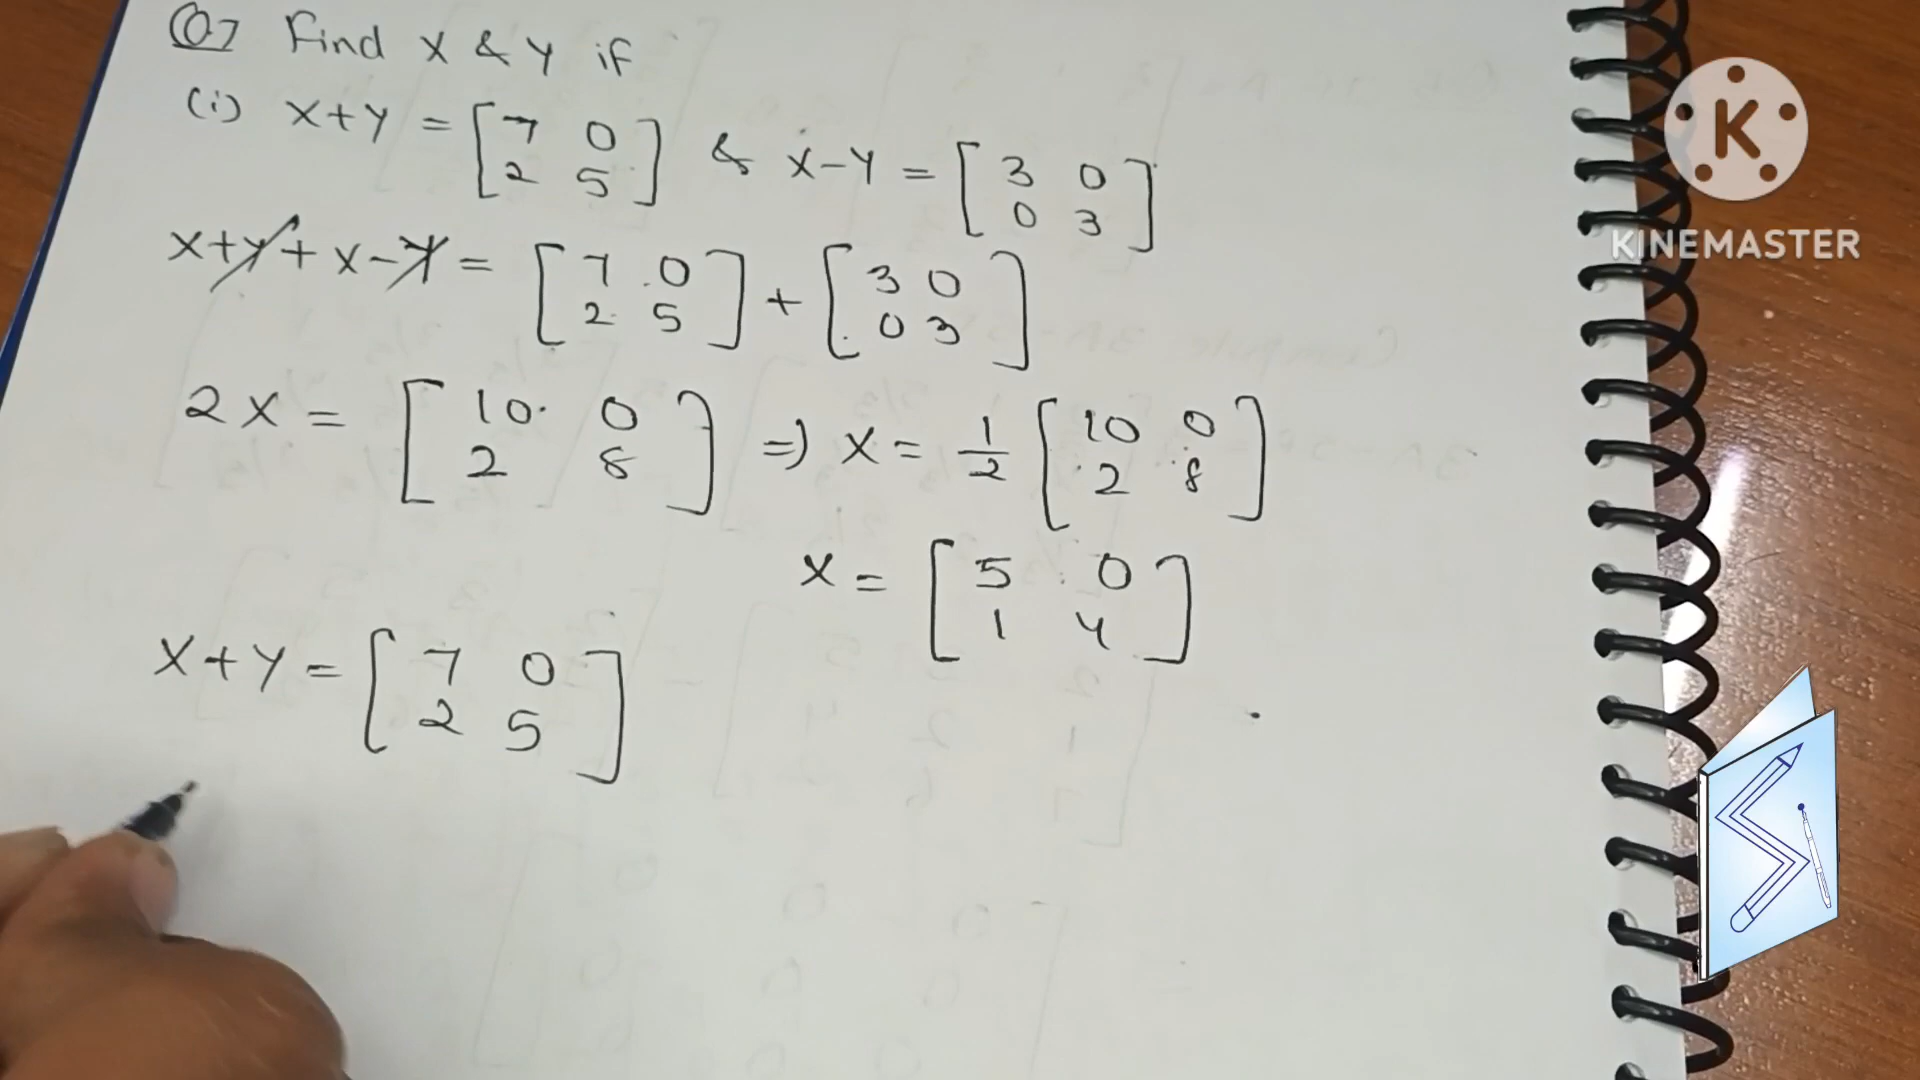 Q7 Find X & Y if
(i) X+Y = [7 0 2 5] & X-Y = [3 0 0 3]
X+Y+X-Y = [7 0 2 5] + [3 0 0 3]
2X = [10 0 2 8] => X = 1/2 [10 0 2 8]
X = [5 0 1 4]
X+Y = [7 0 2 5]
K
KINEMASTER